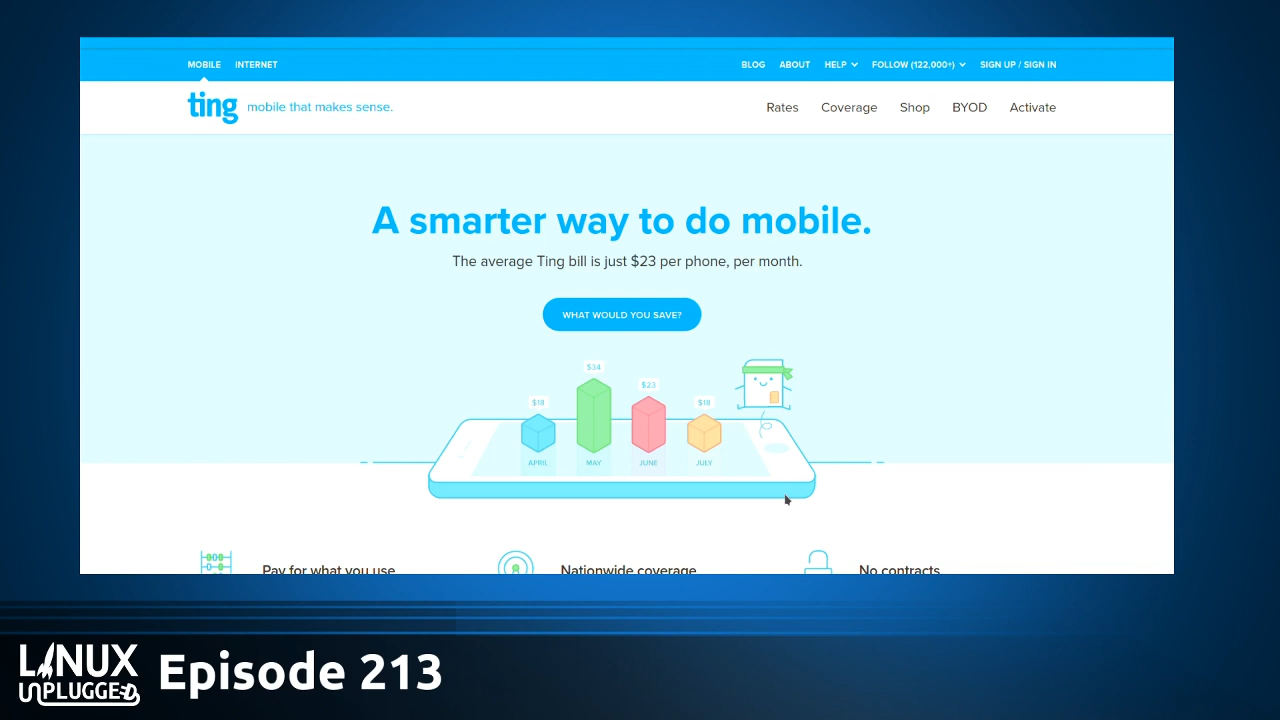 MOBILE INTERNET BLOG ABOUT HELP FOLLOW (122,000+) SIGN UP / SIGN IN
ting mobile that makes sense. Rates Coverage Shop BYOD Activate
A smarter way to do mobile.
The average Ting bill is just $23 per phone, per month.
WHAT WOULD YOU SAVE?
$18 $34 $23 $18
APRIL MAY JUNE JULY
Pay for what you use Nationwide coverage No contracts
LINUX
UNPLUGGED
Episode 213